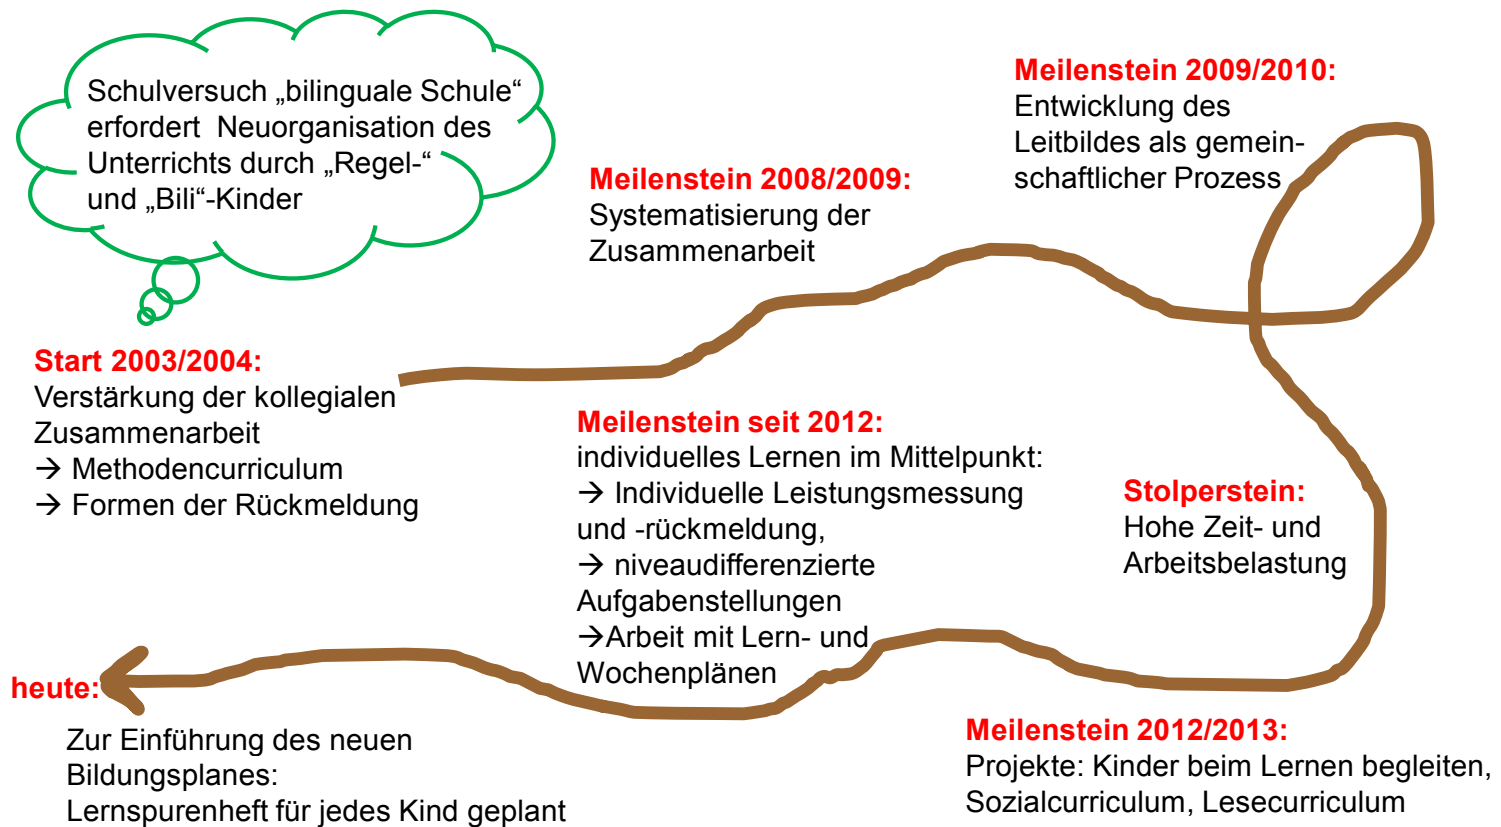 Schulversuch „bilinguale Schule“
erfordert  Neuorganisation des
Unterrichts durch „Regel-“
und „Bili“-Kinder
Start 2003/2004:
Verstärkung der kollegialen
Zusammenarbeit
→ Methodencurriculum
→ Formen der Rückmeldung
Meilenstein 2008/2009:
Systematisierung der
Zusammenarbeit
Meilenstein 2009/2010:
Entwicklung des
Leitbildes als gemein-
schaftlicher Prozess
Stolperstein:
Hohe Zeit- und
Arbeitsbelastung
Meilenstein 2012/2013:
Projekte: Kinder beim Lernen begleiten,
Sozialcurriculum, Lesecurriculum
Meilenstein seit 2012:
individuelles Lernen im Mittelpunkt:
→ Individuelle Leistungsmessung
und -rückmeldung,
→ niveaudifferenzierte
Aufgabenstellungen
→Arbeit mit Lern- und
Wochenplänen
heute:
Zur Einführung des neuen
Bildungsplanes:
Lernspurenheft für jedes Kind geplant